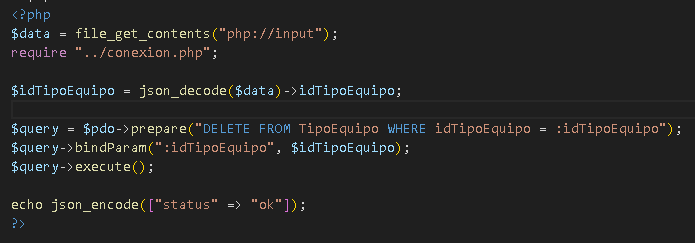 <?php
$data = file_get_contents("php://input");
require "../conexion.php";
$idTipoEquipo = json_decode($data)->idTipoEquipo;
$query = $pdo->prepare("DELETE FROM TipoEquipo WHERE idTipoEquipo = :idTipoEquipo");
$query->bindParam(":idTipoEquipo", $idTipoEquipo);
$query->execute();
echo json_encode(["status" => "ok"]);
?>